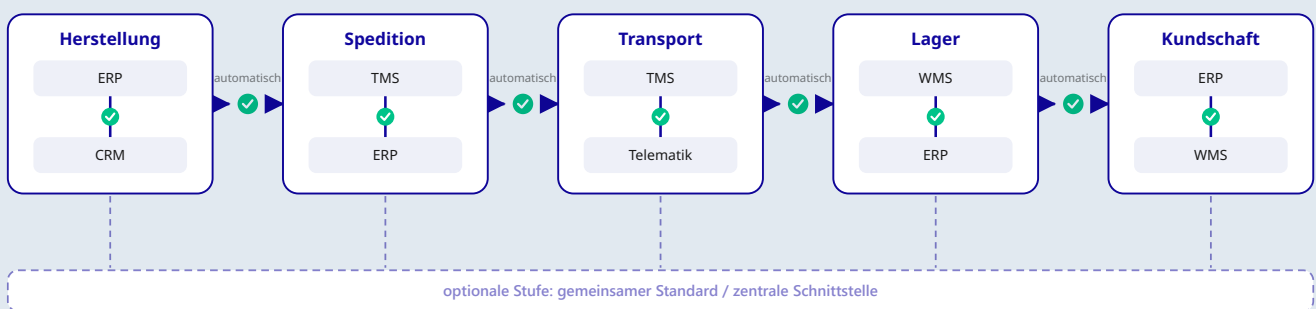 Herstellung
ERP
CRM
automatisch
Spedition
TMS
ERP
automatisch
Transport
TMS
Telematik
automatisch
Lager
WMS
ERP
automatisch
Kundschaft
ERP
WMS
optionale Stufe: gemeinsamer Standard / zentrale Schnittstelle